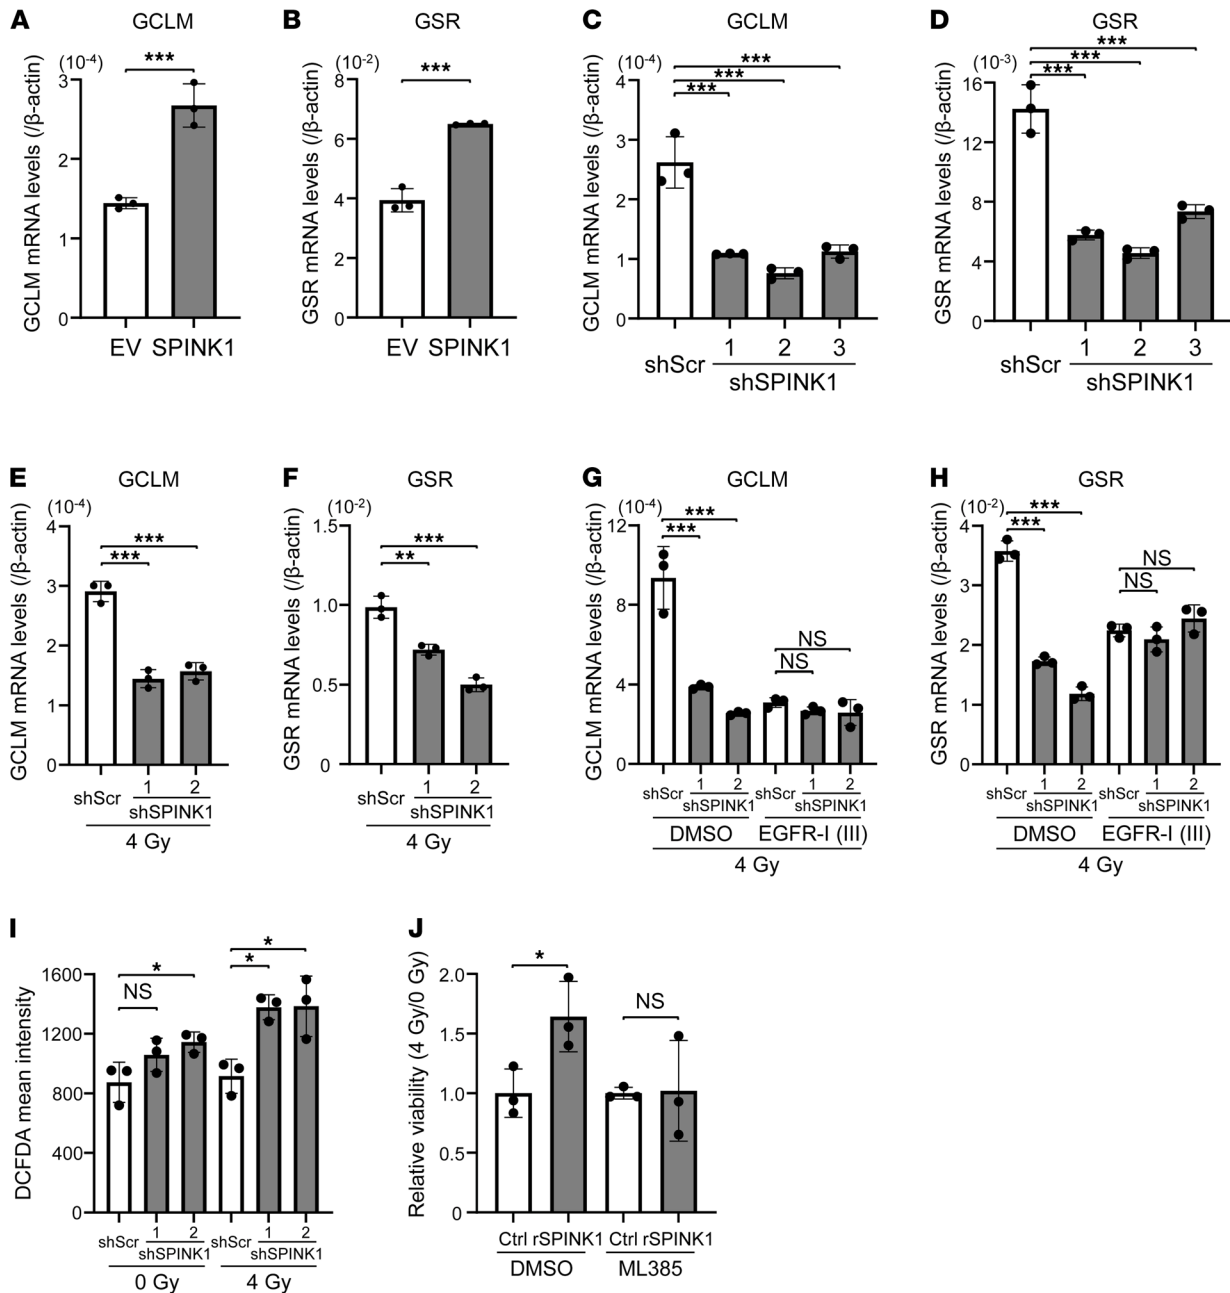 A
GCLM
(10-4)
***
3
2
1
0
GCLM mRNA levels (/β-actin)
EV SPINK1
B
GSR
(10-2)
***
8
6
4
2
0
GSR mRNA levels (/β-actin)
EV SPINK1
C
GCLM
(10-4)
***
***
***
4
3
2
1
0
GCLM mRNA levels (/β-actin)
1 2 3
shScr
shSPINK1
D
GSR
(10-3)
***
***
***
16
12
8
4
0
GSR mRNA levels (/β-actin)
1 2 3
shScr
shSPINK1
E
GCLM
(10-4)
***
***
4
3
2
1
0
GCLM mRNA levels (/β-actin)
1 2
shScr
shSPINK1
4 Gy
F
GSR
(10-2)
***
**
1.5
1.0
0.5
0
GSR mRNA levels (/β-actin)
1 2
shScr
shSPINK1
4 Gy
G
GCLM
(10-4)
***
***
NS
NS
12
8
4
0
GCLM mRNA levels (/β-actin)
1 2 1 2
shScr shSPINK1 shScr shSPINK1
DMSO EGFR-I (III)
4 Gy
H
GSR
(10-2)
***
***
NS
NS
4
3
2
1
0
GSR mRNA levels (/β-actin)
1 2 1 2
shScr shSPINK1 shScr shSPINK1
DMSO EGFR-I (III)
4 Gy
I
*
NS
*
*
1600
1200
800
400
0
DCFDA mean intensity
1 2 1 2
shScr shSPINK1 shScr shSPINK1
0 Gy 4 Gy
J
*
NS
2.0
1.5
1.0
0.5
0
Relative viability (4 Gy/0 Gy)
Ctrl rSPINK1 Ctrl rSPINK1
DMSO ML385